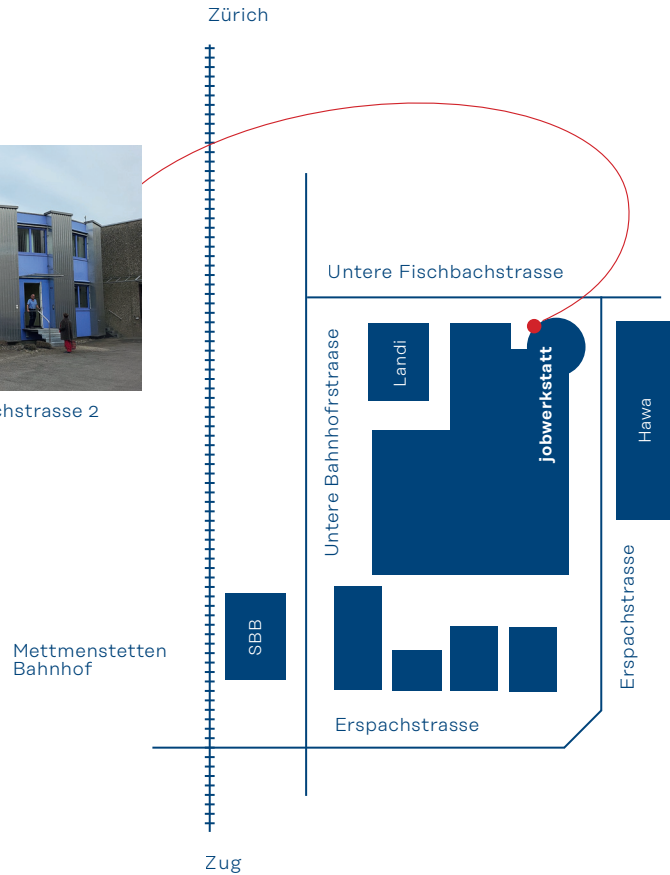 Zürich
Untere Fischbachstrasse
Untere Bahnhofrstraase
Landi
jobwerkstatt
Hawa
chstrasse 2
Erspachstrasse
SBB
Mettmenstetten
Bahnhof
Erspachstrasse
Zug